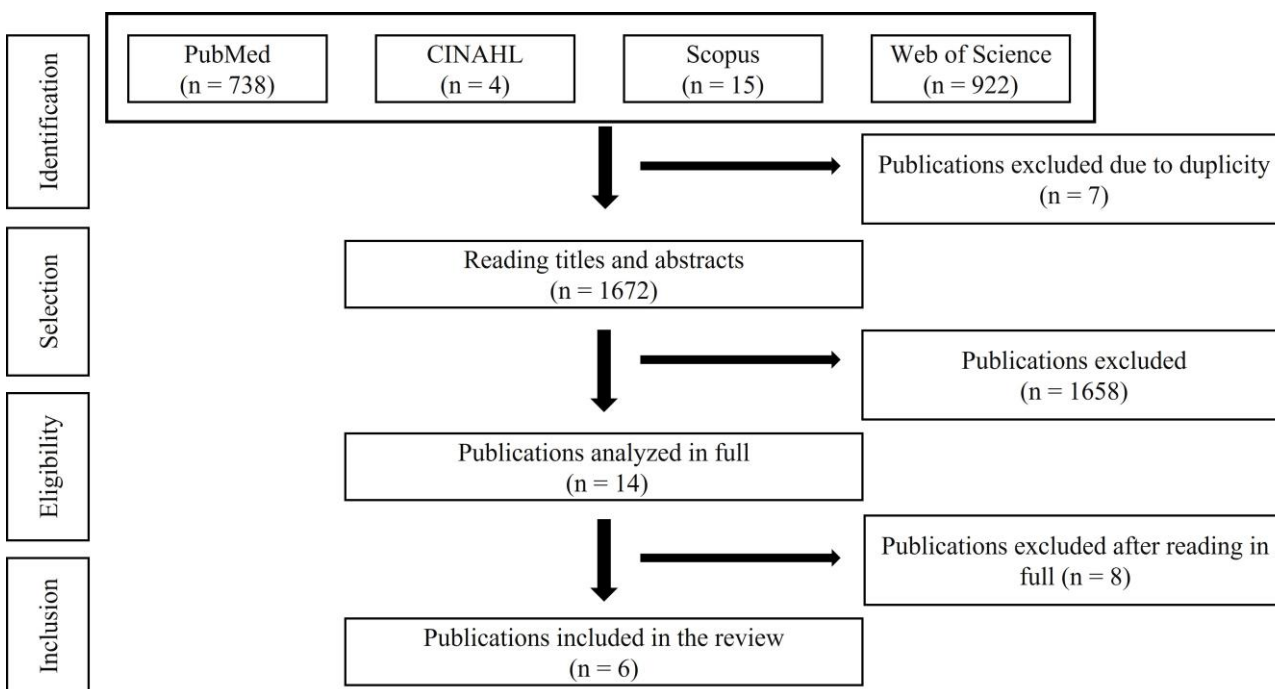 Identification
PubMed
(n = 738)
CINAHL
(n = 4)
Scopus
(n = 15)
Web of Science
(n = 922)
Publications excluded due to duplicity
(n = 7)
Selection
Reading titles and abstracts
(n = 1672)
Publications excluded
(n = 1658)
Eligibility
Publications analyzed in full
(n = 14)
Publications excluded after reading in
full (n = 8)
Inclusion
Publications included in the review
(n = 6)